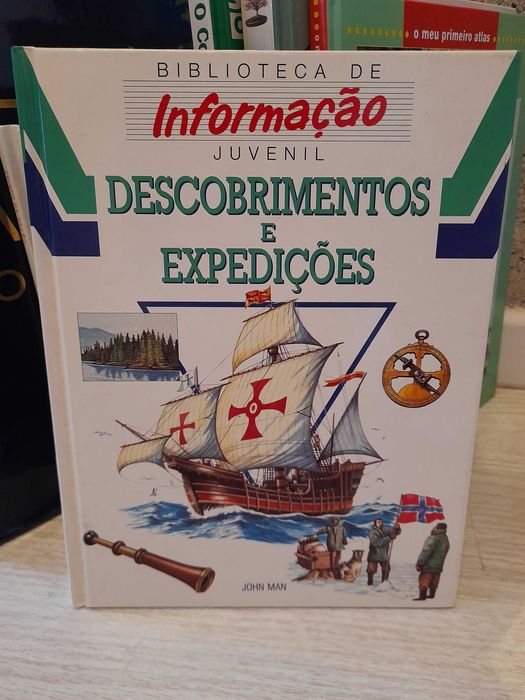 o meu primeiro atlas
BIBLIOTECA DE
Informação
JUVENIL
DESCOBRIMENTOS
E
EXPEDIÇÕES
JOHN MAN